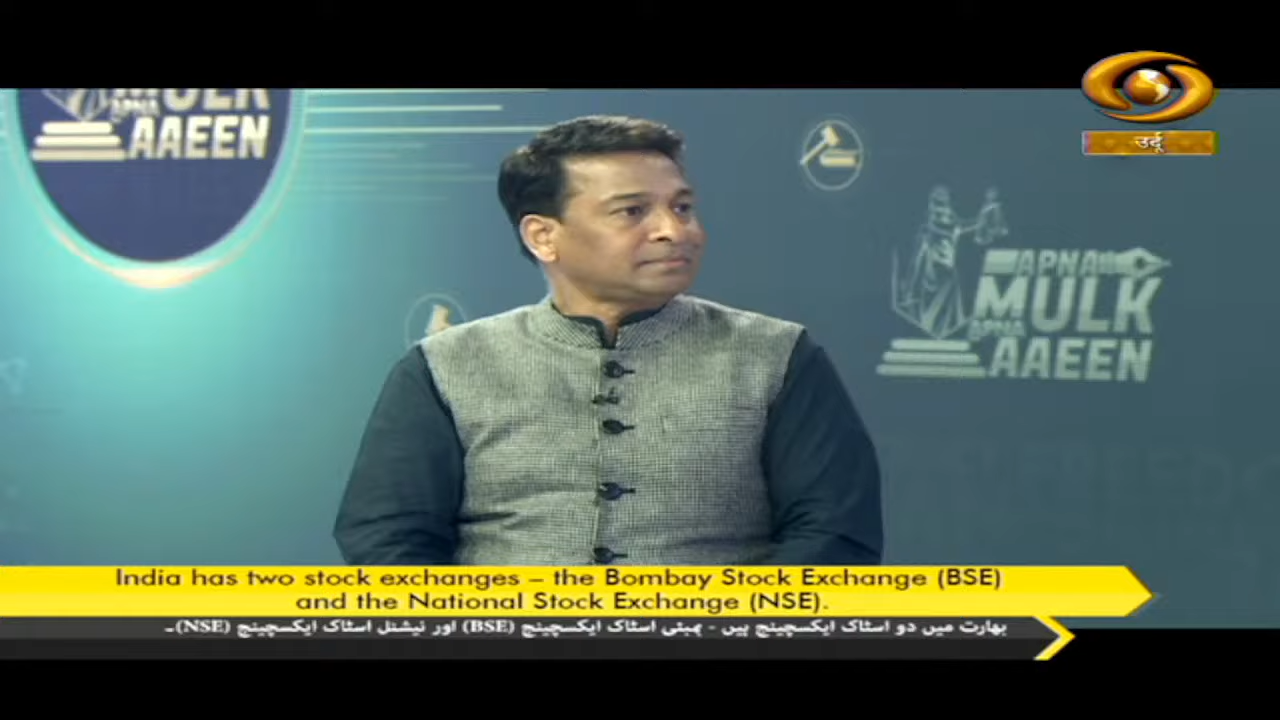 MULK
APNA
AAEEN
उर्दू
APNA
MULK
APNA
AAEEN
India has two stock exchanges – the Bombay Stock Exchange (BSE)
and the National Stock Exchange (NSE).
بھارت میں دو اسٹاک ایکسچینج ہیں - بمبئی اسٹاک ایکسچینج (BSE) اور نیشنل اسٹاک ایکسچینج (NSE)۔